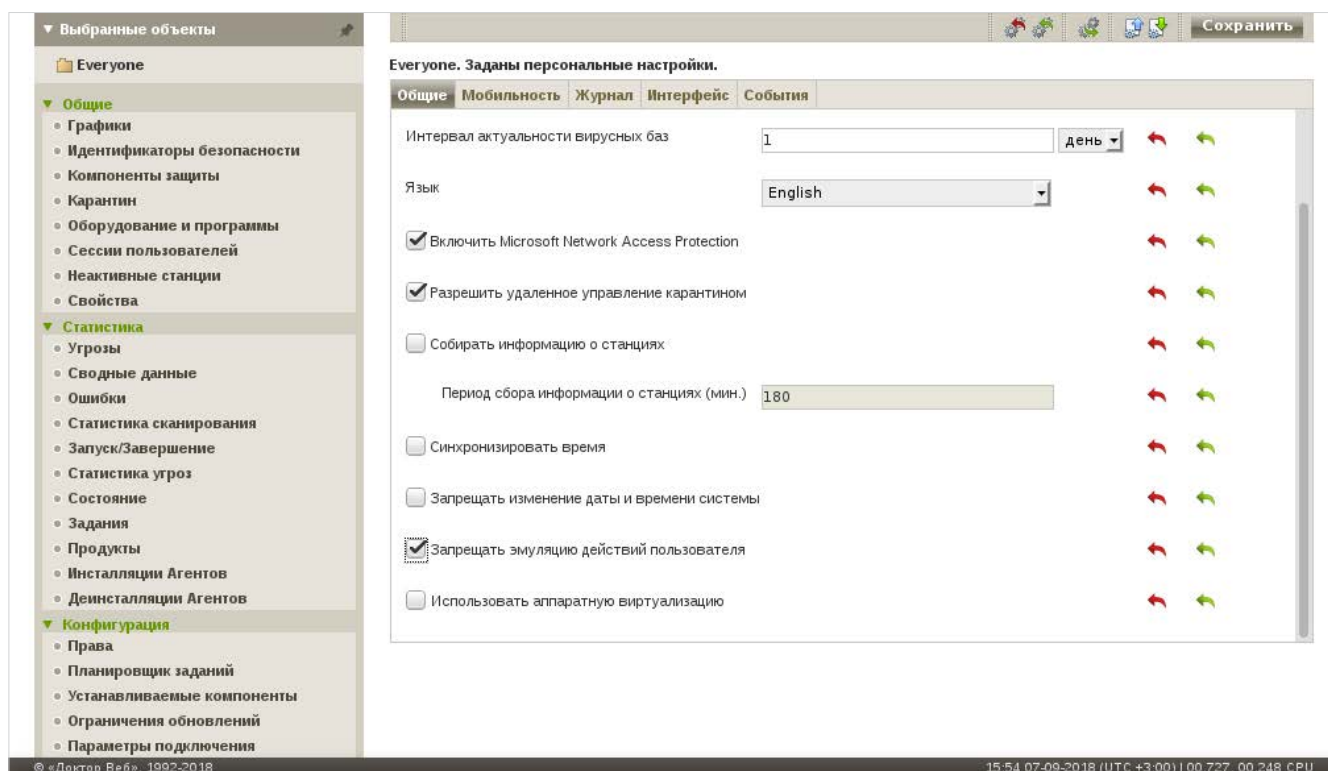 Выбранные объекты
Everyone
Общие
Графики
Идентификаторы безопасности
Компоненты защиты
Карантин
Оборудование и программы
Сессии пользователей
Неактивные станции
Свойства
Статистика
Угрозы
Сводные данные
Ошибки
Статистика сканирования
Запуск/Завершение
Статистика угроз
Состояние
Задания
Продукты
Инсталляции Агентов
Деинсталляции Агентов
Конфигурация
Права
Планировщик заданий
Устанавливаемые компоненты
Ограничения обновлений
Параметры подключения
Сохранить
Everyone. Заданы персональные настройки.
Общие Мобильность Журнал Интерфейс События
Интервал актуальности вирусных баз 1 день
Язык English
Включить Microsoft Network Access Protection
Разрешить удаленное управление карантином
Собирать информацию о станциях
Период сбора информации о станциях (мин.) 180
Синхронизировать время
Запрещать изменение даты и времени системы
Запрещать эмуляцию действий пользователя
Использовать аппаратную виртуализацию
© «Доктор Веб», 1992-2018
15:54 07-09-2018 (UTC +3:00) | 00.727, 00.248 CPU